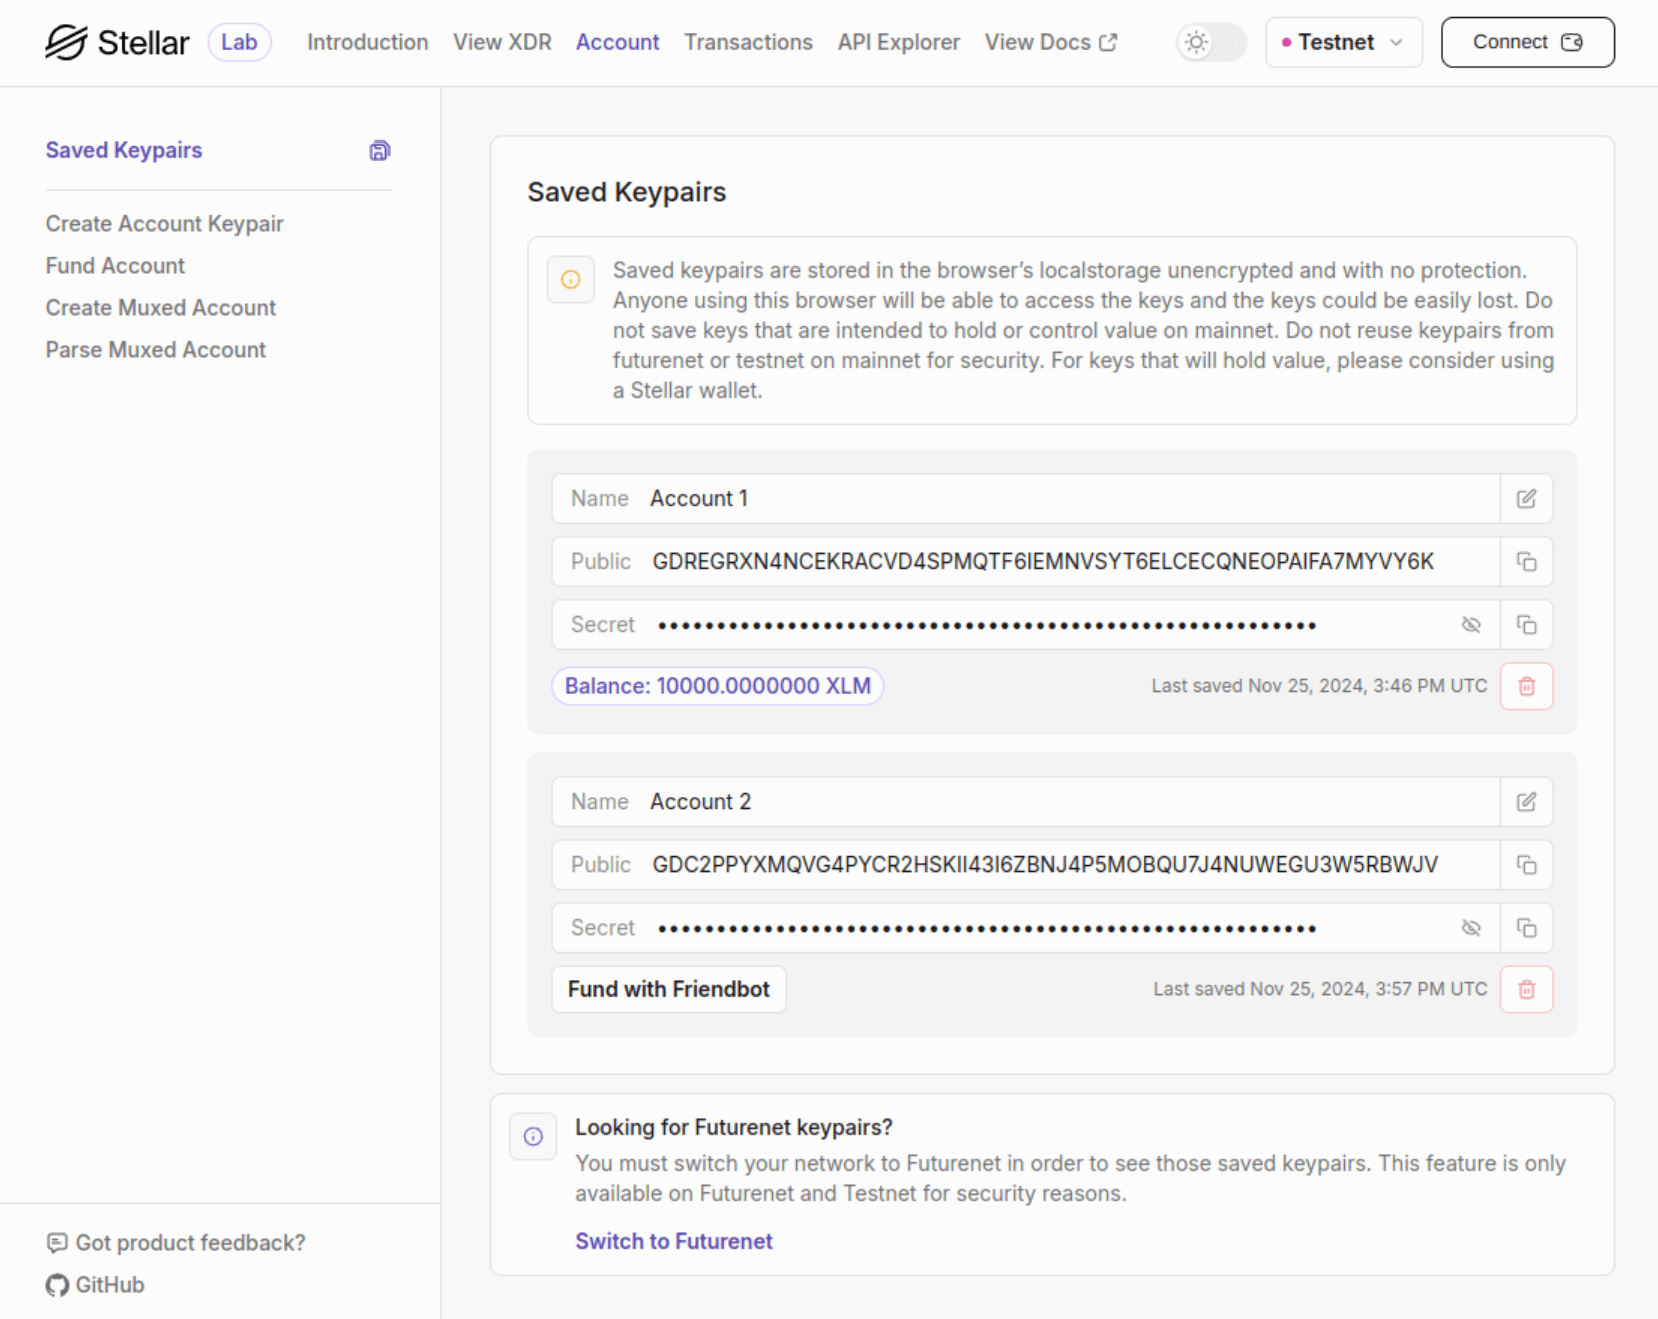 Stellar Lab Introduction View XDR Account Transactions API Explorer View Docs Testnet Connect
Saved Keypairs
Create Account Keypair
Fund Account
Create Muxed Account
Parse Muxed Account
Got product feedback?
GitHub
Saved Keypairs
Saved keypairs are stored in the browser’s localstorage unencrypted and with no protection.
Anyone using this browser will be able to access the keys and the keys could be easily lost. Do
not save keys that are intended to hold or control value on mainnet. Do not reuse keypairs from
futurenet or testnet on mainnet for security. For keys that will hold value, please consider using
a Stellar wallet.
Name Account 1
Public GDREGRXN4NCEKRACVD4SPMQTF6IEMNVSYT6ELCECQNEOPAIFA7MYVY6K
Secret ••••••••••••••••••••••••••••••••••••••••••••••••••••••••
Balance: 10000.0000000 XLM Last saved Nov 25, 2024, 3:46 PM UTC
Name Account 2
Public GDC2PPYXMQVG4PYCR2HSKII43I6ZBNJ4P5MOBQU7J4NUWEGU3W5RBWJV
Secret ••••••••••••••••••••••••••••••••••••••••••••••••••••••••
Fund with Friendbot Last saved Nov 25, 2024, 3:57 PM UTC
Looking for Futurenet keypairs?
You must switch your network to Futurenet in order to see those saved keypairs. This feature is only
available on Futurenet and Testnet for security reasons.
Switch to Futurenet